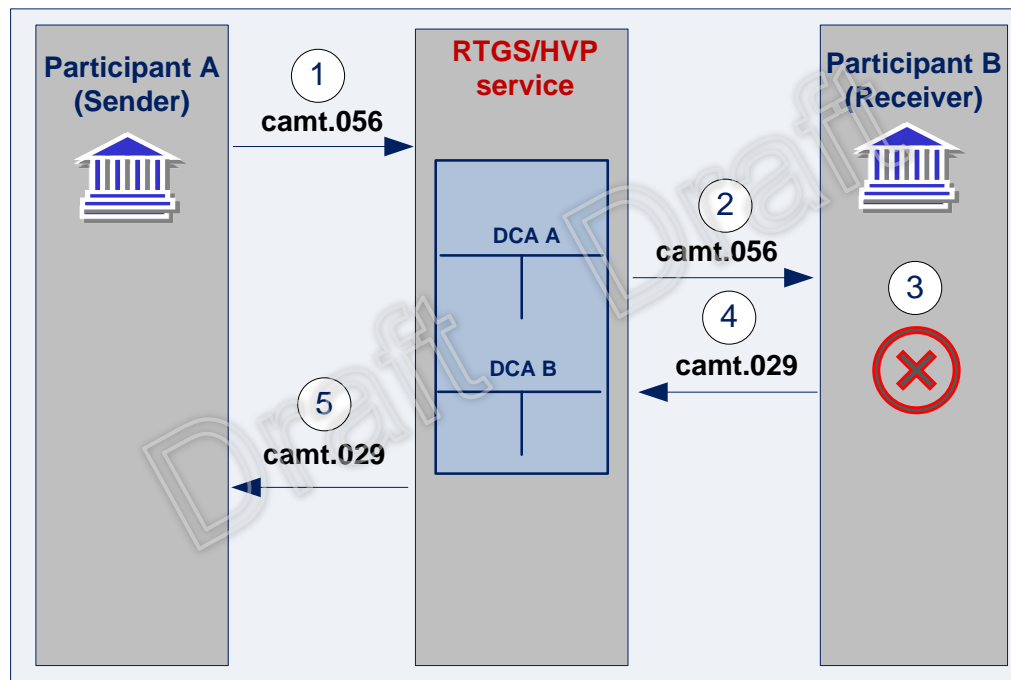 Participant A
(Sender)
1
camt.056
RTGS/HVP
service
Participant B
(Receiver)
DCA A
2
camt.056
3
4
camt.029
DCA B
5
camt.029
Draft
Draft